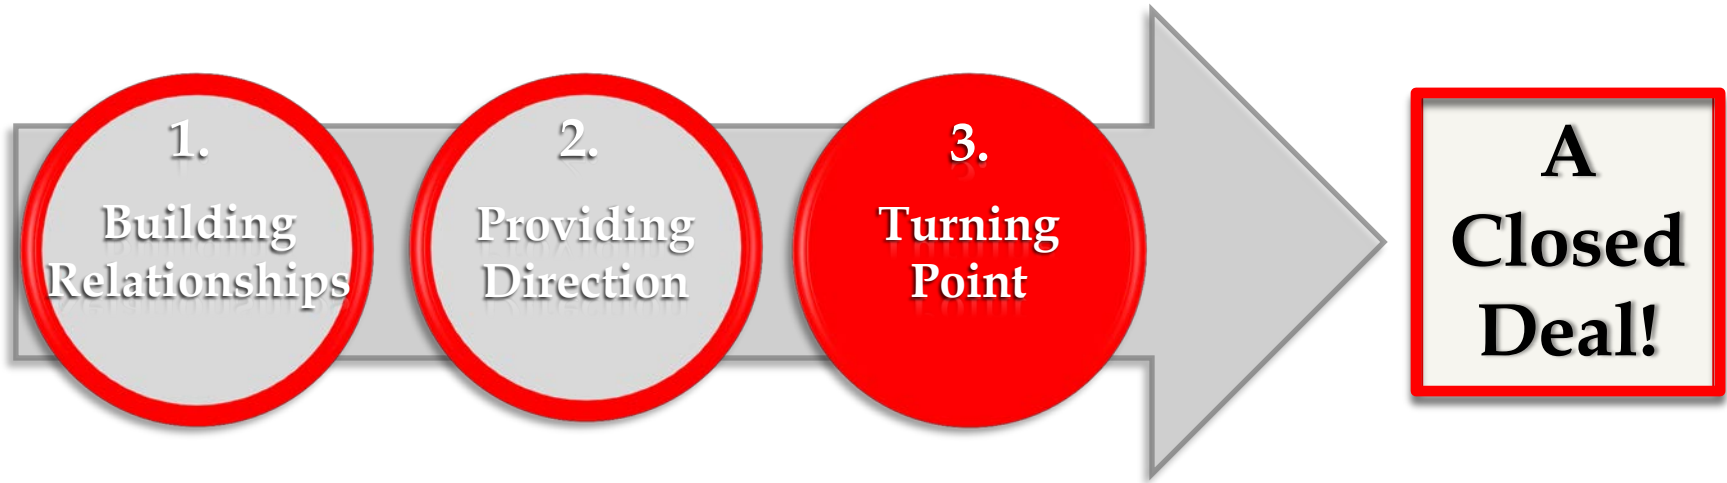 1.
Building
Relationships
2.
Providing
Direction
3.
Turning
Point
A
Closed
Deal!